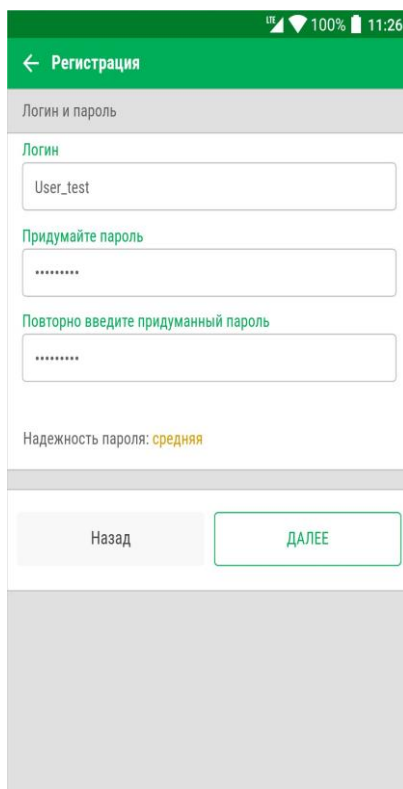 LTE 100% 11:26
← Регистрация
Логин и пароль
Логин
User_test
Придумайте пароль
•••••••••
Повторно введите придуманный пароль
•••••••••
Надежность пароля: средняя
Назад ДАЛЕЕ